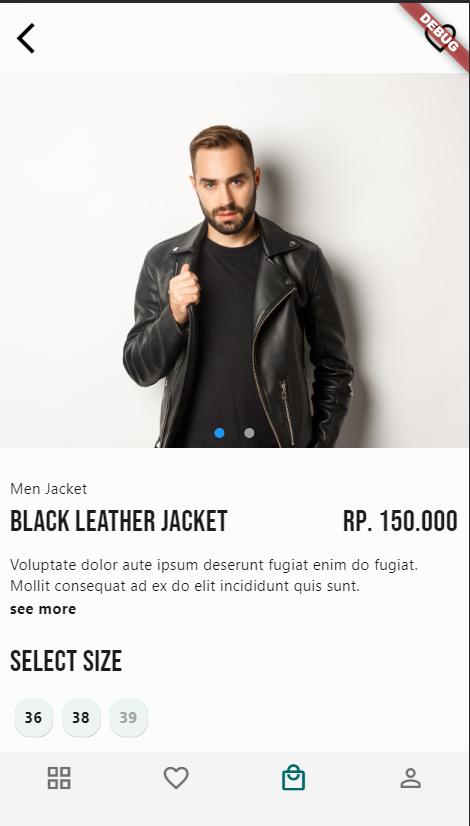 DEBUG
Men Jacket
BLACK LEATHER JACKET RP. 150.000
Voluptate dolor aute ipsum deserunt fugiat enim do fugiat.
Mollit consequat ad ex do elit incididunt quis sunt.
see more
SELECT SIZE
36 38 39